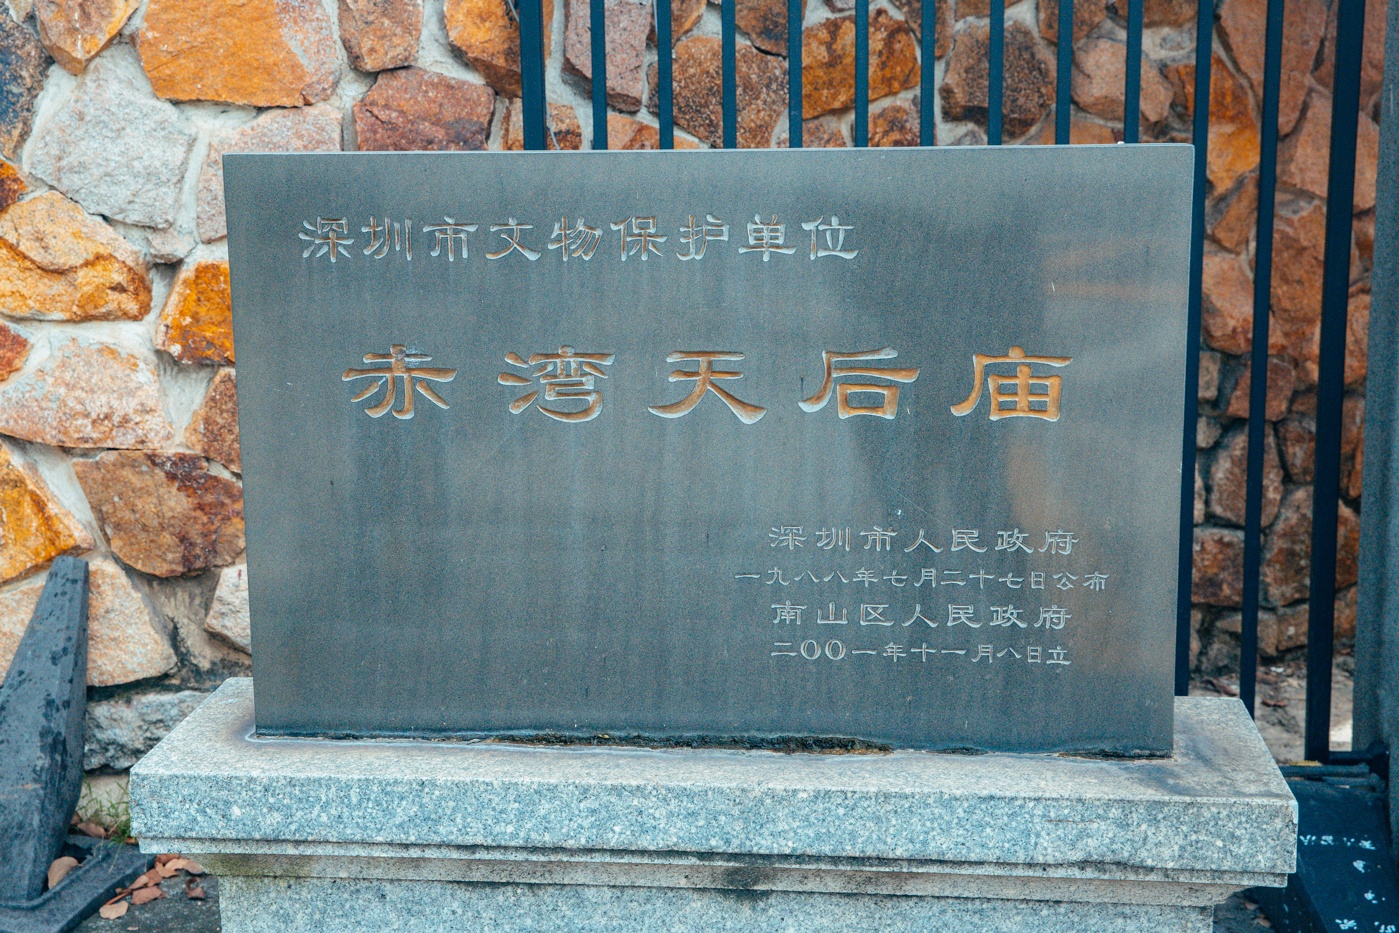 深圳市文物保护单位
赤湾天后庙
深圳市人民政府
一九八八年七月二十七日公布
南山区人民政府
二〇〇一年十一月八日立